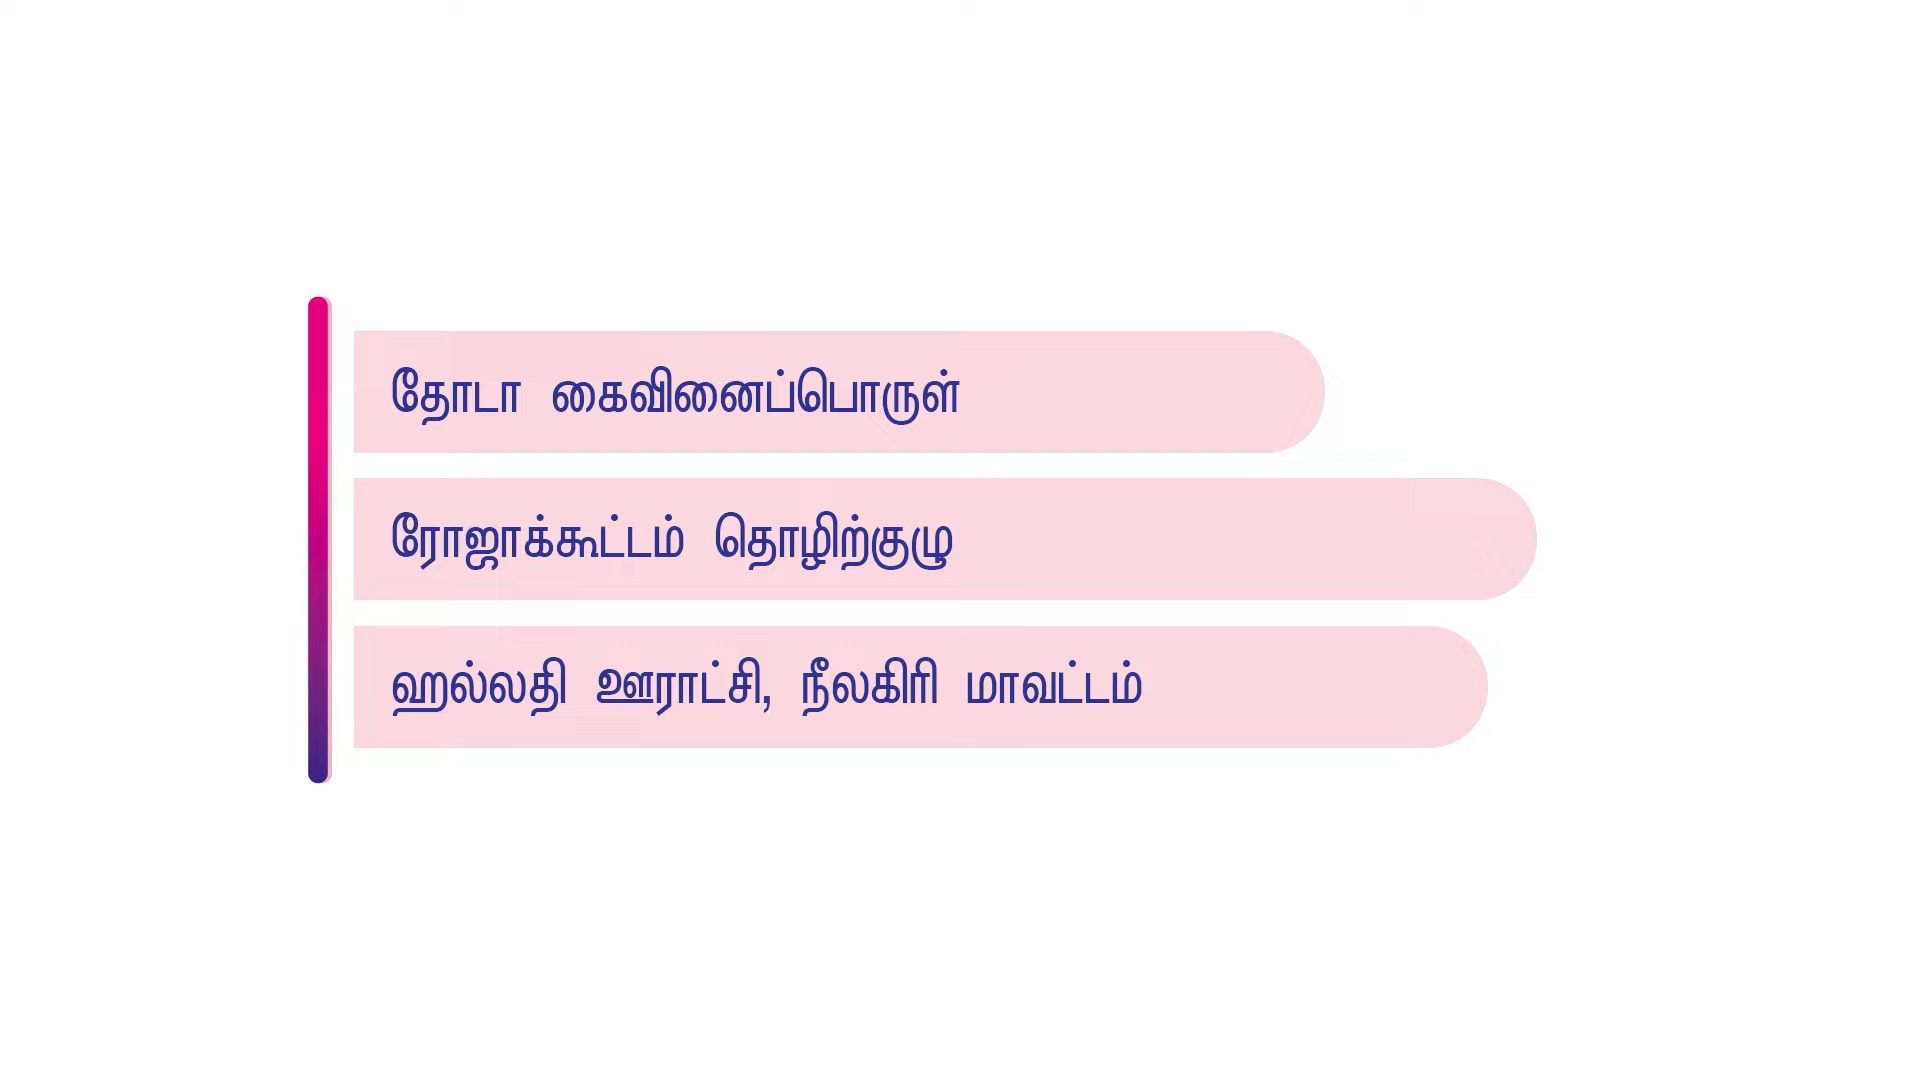 தோடா கைவினைப்பொருள்
ரோஜாக்கூட்டம் தொழிற்குழு
ஹல்லதி ஊராட்சி, நீலகிரி மாவட்டம்